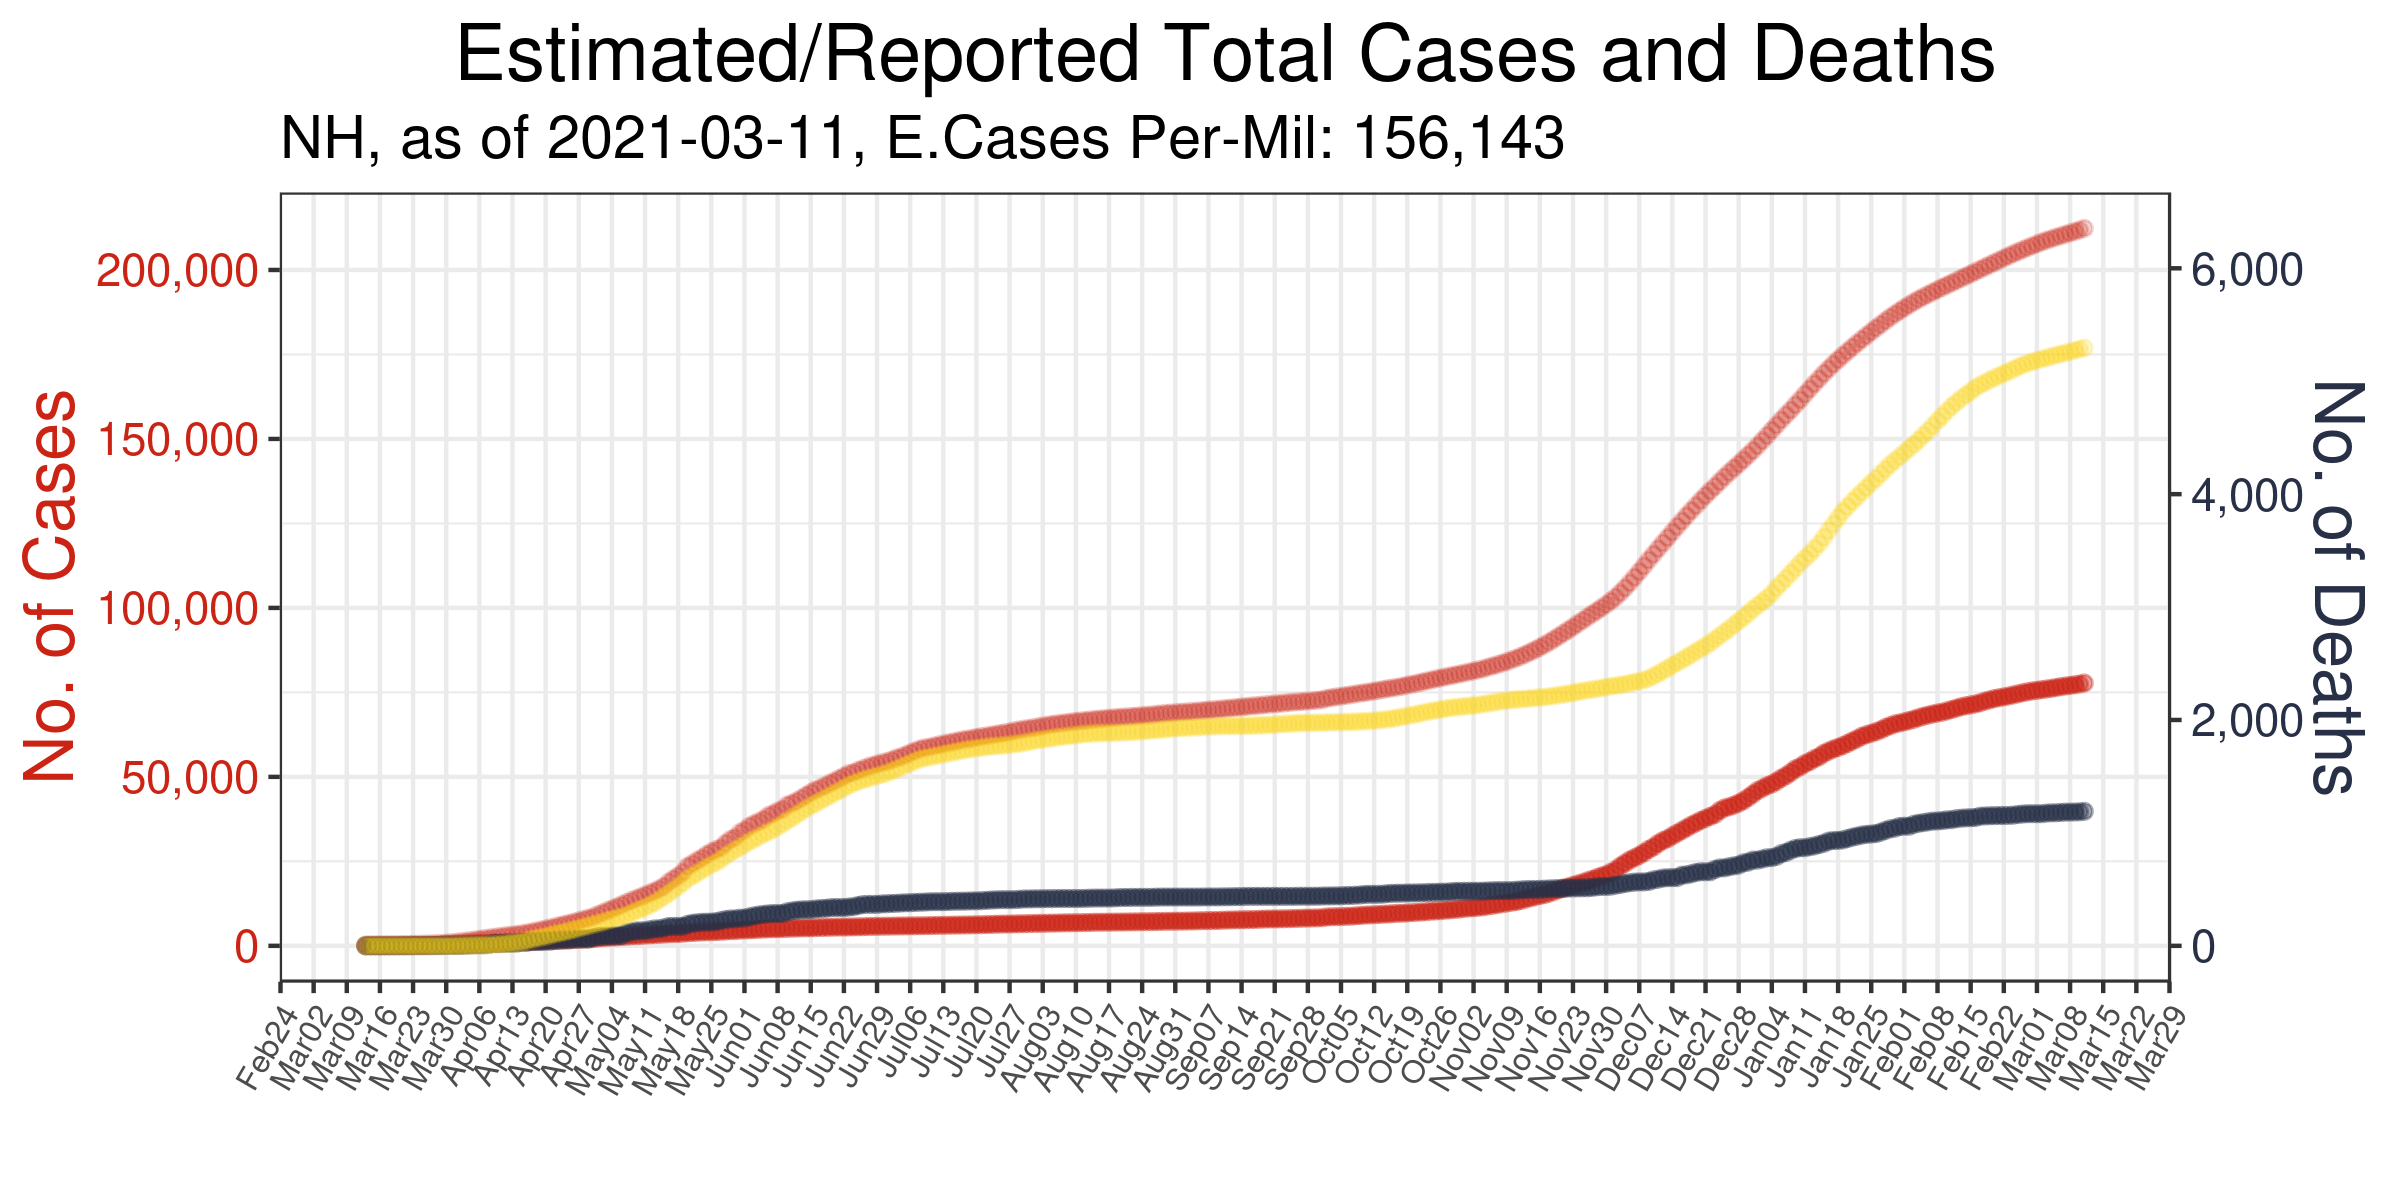 Estimated/Reported Total Cases and Deaths
NH, as of 2021-03-11, E.Cases Per-Mil: 156,143
No. of Cases
200,000
150,000
100,000
50,000
0
6,000
4,000
2,000
0
No. of Deaths
Feb24
Mar02
Mar09
Mar16
Mar23
Mar30
Apr06
Apr13
Apr20
Apr27
May04
May11
May18
May25
Jun01
Jun08
Jun15
Jun22
Jun29
Jul06
Jul13
Jul20
Jul27
Aug03
Aug10
Aug17
Aug24
Aug31
Sep07
Sep14
Sep21
Sep28
Oct05
Oct12
Oct19
Oct26
Nov02
Nov09
Nov16
Nov23
Nov30
Dec07
Dec14
Dec21
Dec28
Jan04
Jan11
Jan18
Jan25
Feb01
Feb08
Feb15
Feb22
Mar01
Mar08
Mar15
Mar22
Mar29